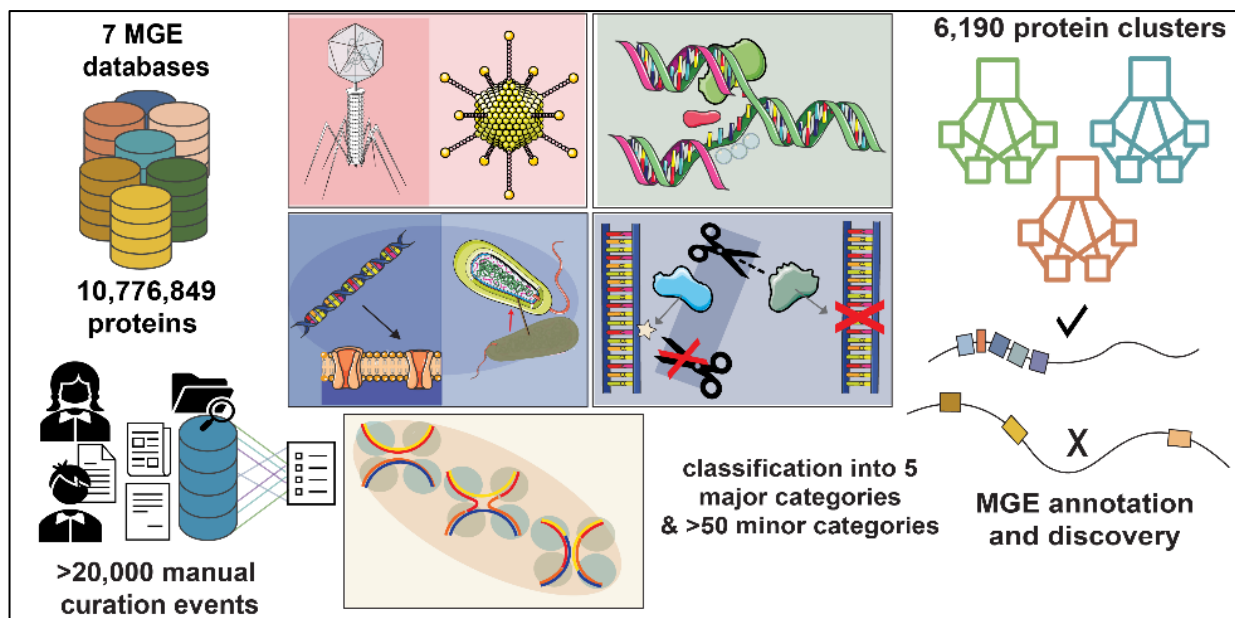 7 MGE
databases
10,776,849
proteins
>20,000 manual
curation events
classification into 5
major categories
& >50 minor categories
6,190 protein clusters
X
MGE annotation
and discovery